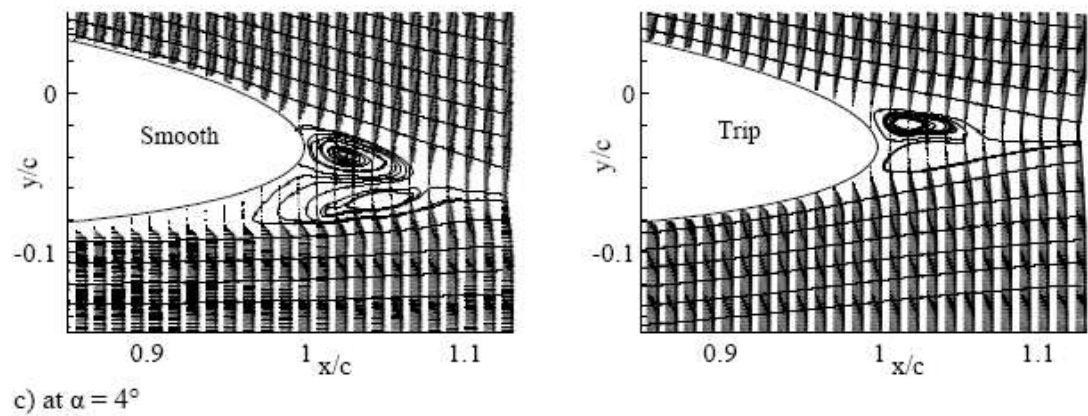 0
Smooth
y/c
-0.1
0.9
1
1.1
x/c
0
Trip
y/c
-0.1
0.9
1
1.1
x/c
c) at α = 4°